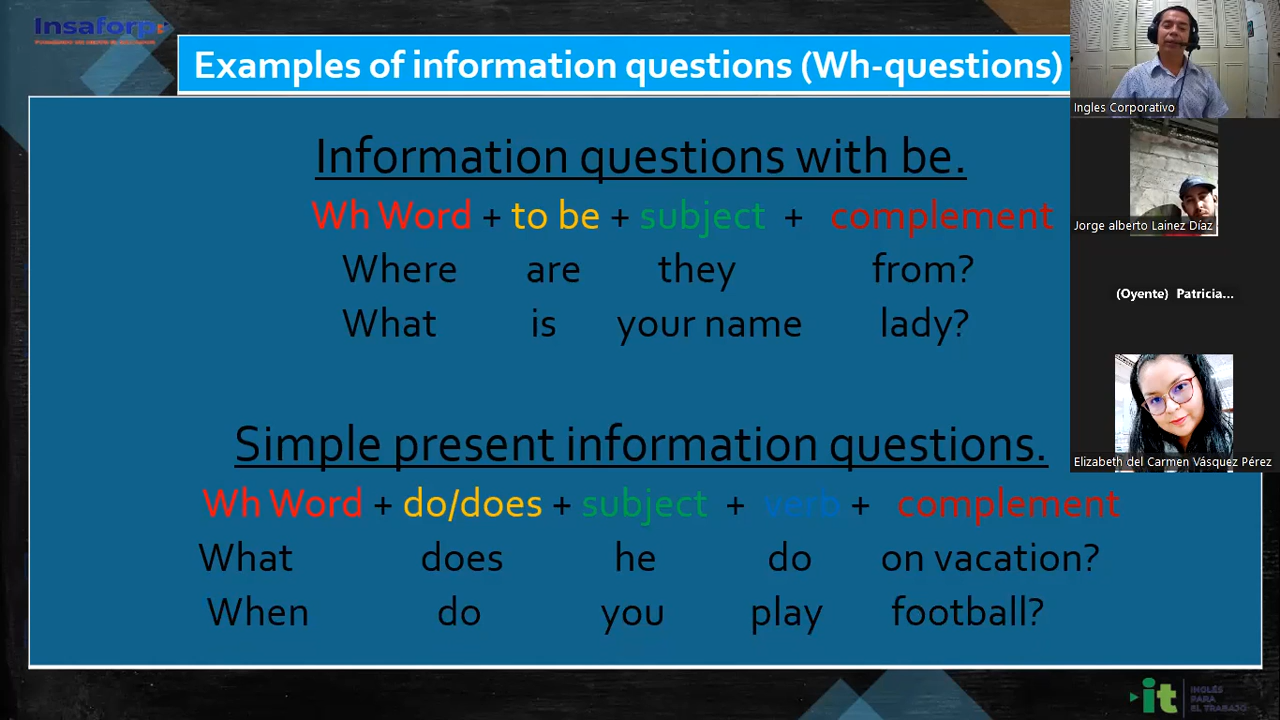 Insaforp
Examples of information questions (Wh-questions)
Ingles Corporativo
Information questions with be.
Wh Word + to be + subject + complement
Jorge alberto Lainez Díaz
Where are they from?
(Oyente) Patricia...
What is your name lady?
Simple present information questions.
Elizabeth del Carmen Vásquez Pérez
Wh Word + do/does + subject + verb + complement
What does he do on vacation?
When do you play football?
it
INGLÉS
PARA
EL TRABAJO